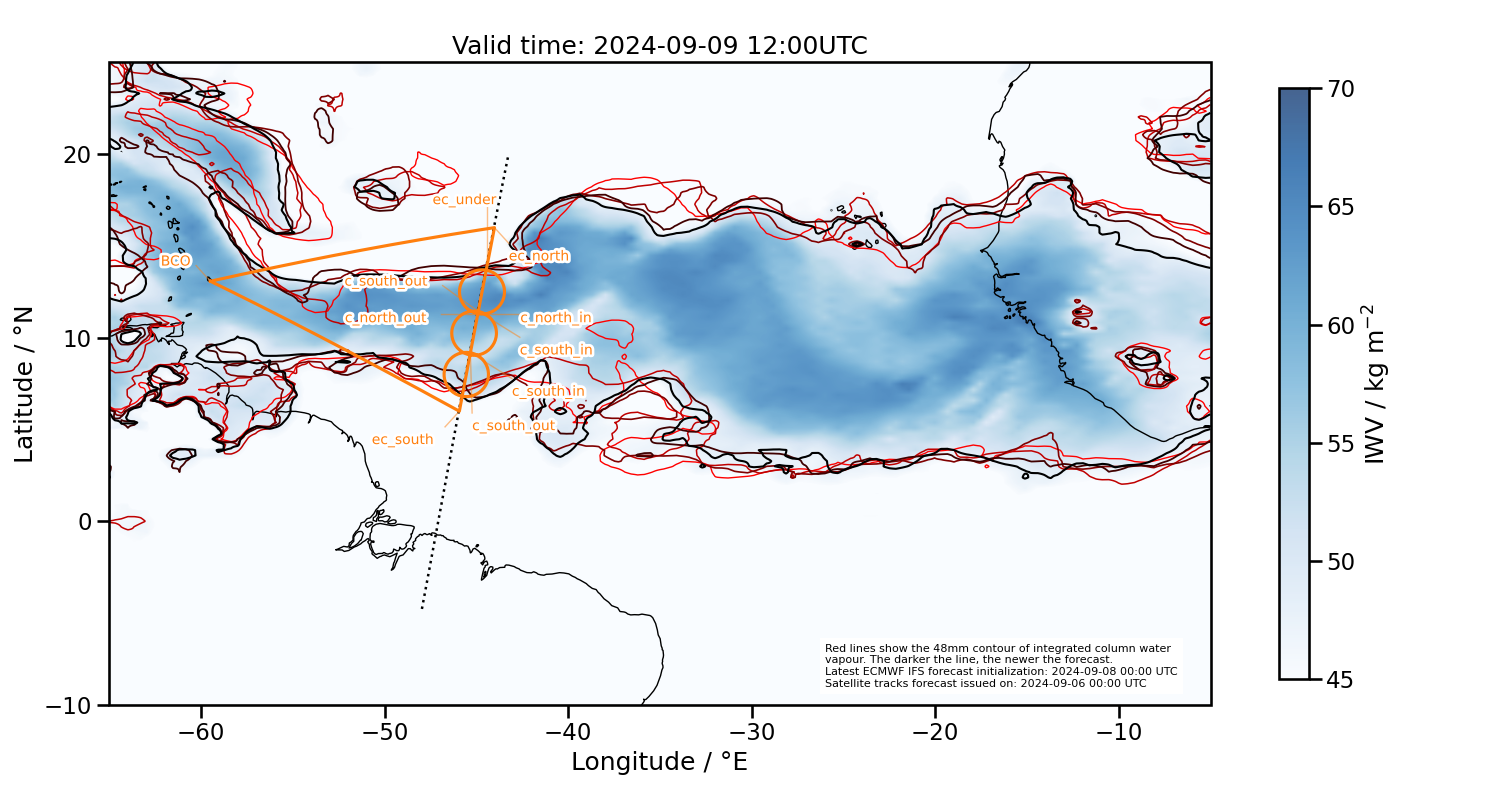 Valid time: 2024-09-09 12:00UTC
20
10
0
−10
Latitude / °N
−60
−50
−40
−30
−20
−10
Longitude / °E
ec_under
BCO
ec_north
c_south_out
c_north_out
c_north_in
c_south_in
c_south_in
c_south_out
ec_south
Red lines show the 48mm contour of integrated column water
vapour. The darker the line, the newer the forecast.
Latest ECMWF IFS forecast initialization: 2024-09-08 00:00 UTC
Satellite tracks forecast issued on: 2024-09-06 00:00 UTC
70
65
60
55
50
45
IWV / kg m⁻²